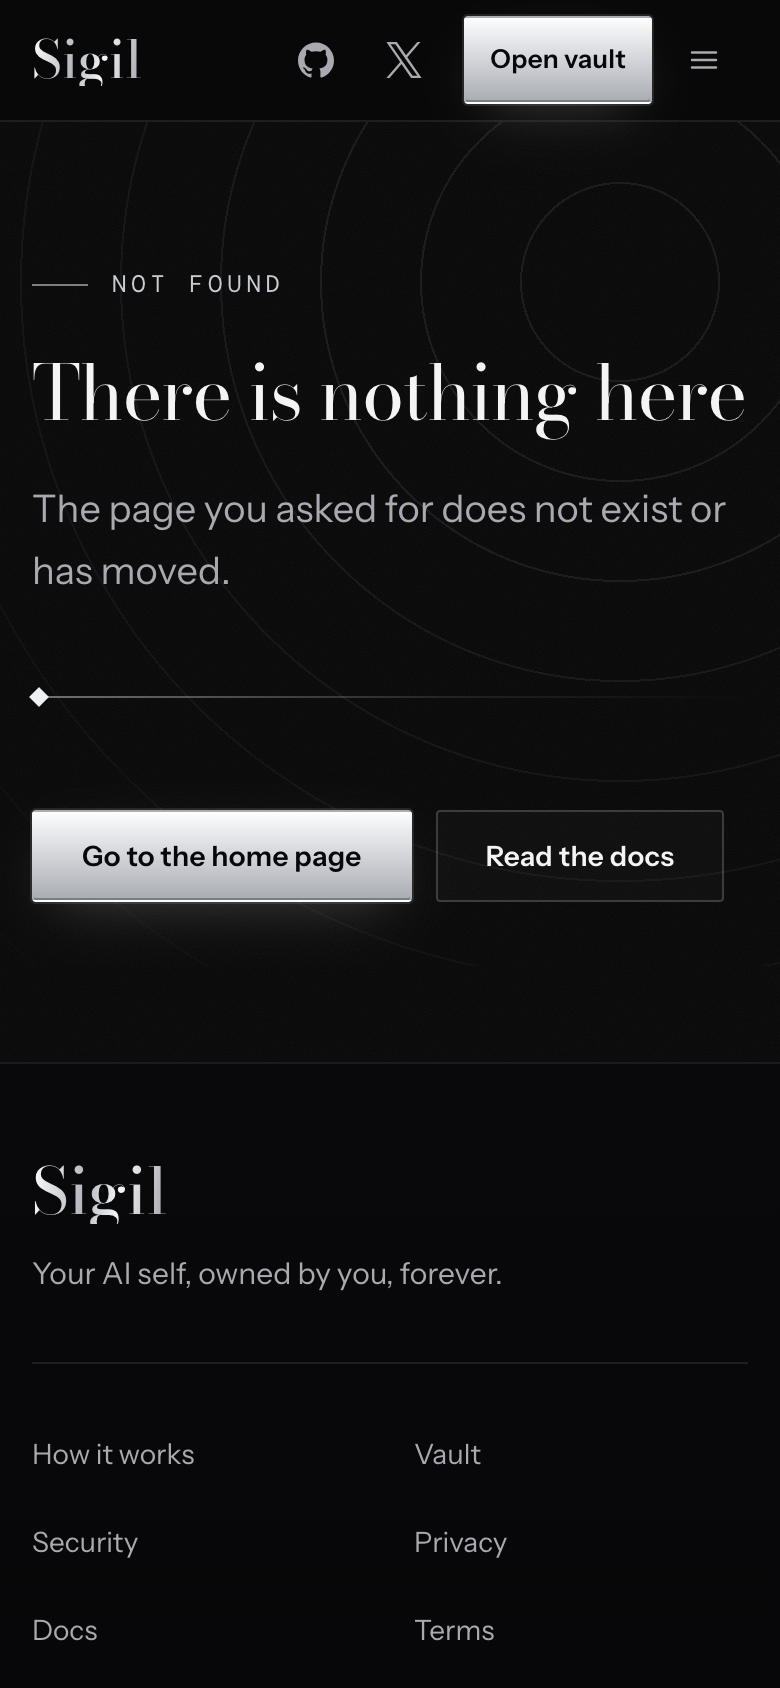 Sigil
Open vault
NOT FOUND
There is nothing here
The page you asked for does not exist or
has moved.
Go to the home page
Read the docs
Sigil
Your AI self, owned by you, forever.
How it works
Vault
Security
Privacy
Docs
Terms